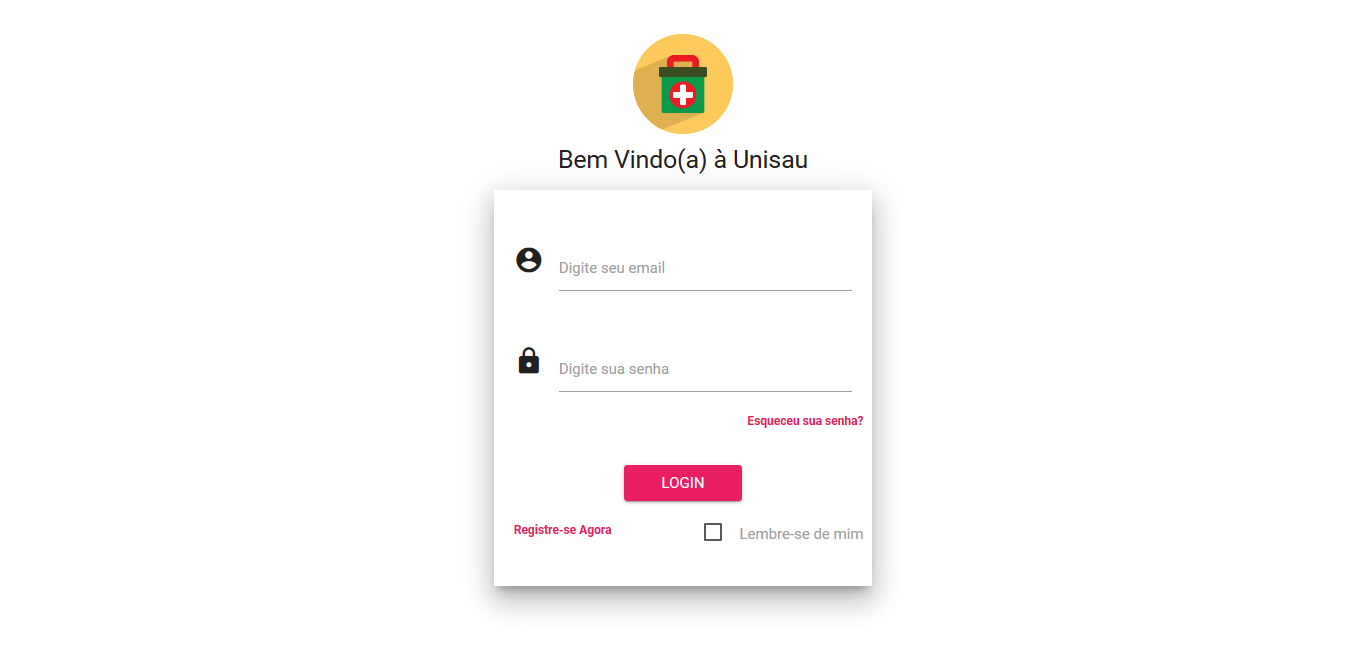 Bem Vindo(a) à Unisau
Digite seu email
Digite sua senha
Esqueceu sua senha?
LOGIN
Registre-se Agora
Lembre-se de mim